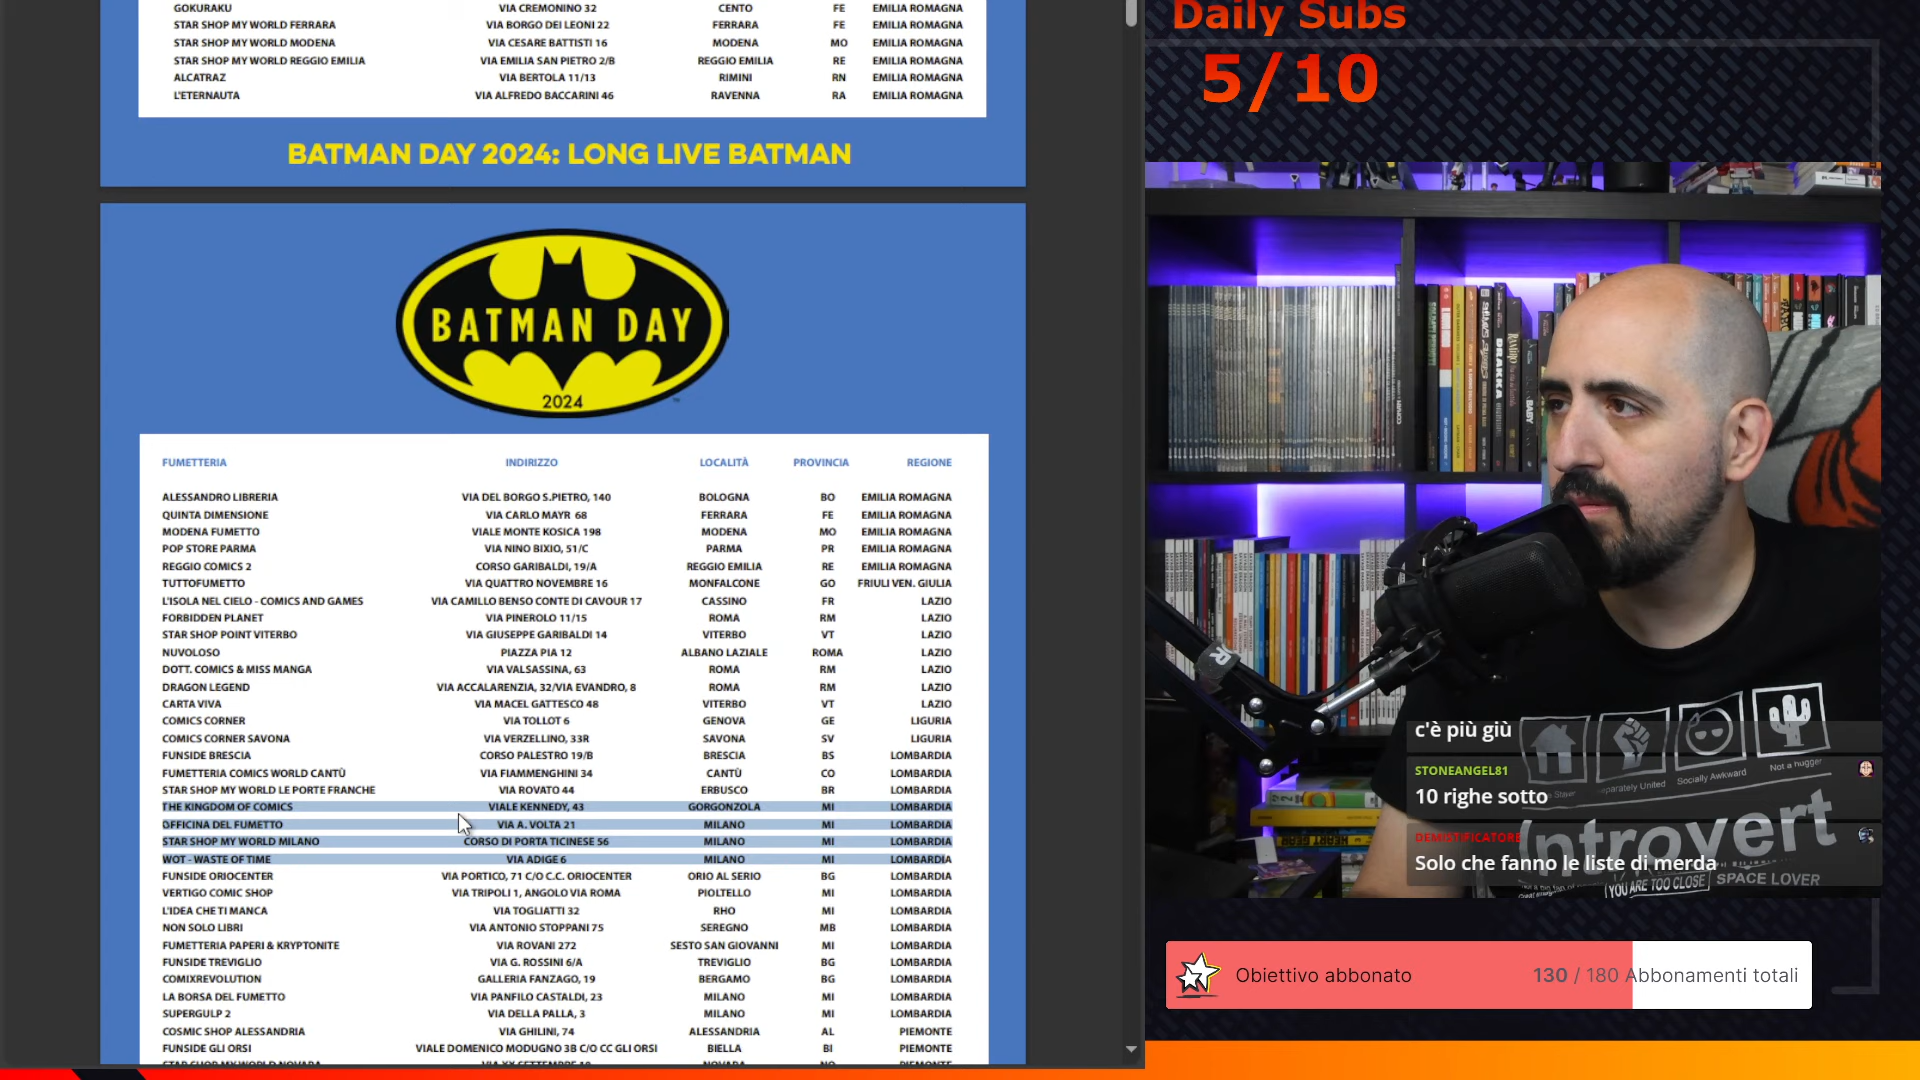 GOKURAKU VIA CREMONINO 32 CENTO FE EMILIA ROMAGNA
STAR SHOP MY WORLD FERRARA VIA BORGO DEI LEONI 22 FERRARA FE EMILIA ROMAGNA
STAR SHOP MY WORLD MODENA VIA CESARE BATTISTI 16 MODENA MO EMILIA ROMAGNA
STAR SHOP MY WORLD REGGIO EMILIA VIA EMILIA SAN PIETRO 2/B REGGIO EMILIA RE EMILIA ROMAGNA
ALCATRAZ VIA BERTOLA 11/13 RIMINI RN EMILIA ROMAGNA
L'ETERNAUTA VIA ALFREDO BACCARINI 46 RAVENNA RA EMILIA ROMAGNA
BATMAN DAY 2024: LONG LIVE BATMAN
BATMAN DAY
2024
FUMETTERIA INDIRIZZO LOCALITÀ PROVINCIA REGIONE
ALESSANDRO LIBRERIA VIA DEL BORGO S.PIETRO, 140 BOLOGNA BO EMILIA ROMAGNA
QUINTA DIMENSIONE VIA CARLO MAYR 68 FERRARA FE EMILIA ROMAGNA
MODENA FUMETTO VIALE MONTE KOSICA 198 MODENA MO EMILIA ROMAGNA
POP STORE PARMA VIA NINO BIXIO, 51/C PARMA PR EMILIA ROMAGNA
REGGIO COMICS 2 CORSO GARIBALDI, 19/A REGGIO EMILIA RE EMILIA ROMAGNA
TUTTOFUMETTO VIA QUATTRO NOVEMBRE 16 MONFALCONE GO FRIULI VEN. GIULIA
L'ISOLA NEL CIELO - COMICS AND GAMES VIA CAMILLO BENSO CONTE DI CAVOUR 17 CASSINO FR LAZIO
FORBIDDEN PLANET VIA PINEROLO 11/15 ROMA RM LAZIO
STAR SHOP POINT VITERBO VIA GIUSEPPE GARIBALDI 14 VITERBO VT LAZIO
NUVOLOSO PIAZZA PIA 12 ALBANO LAZIALE ROMA LAZIO
DOTT. COMICS & MISS MANGA VIA VALSASSINA, 63 ROMA RM LAZIO
DRAGON LEGEND VIA ACCALARENZIA, 32/VIA EVANDRO, 8 ROMA RM LAZIO
CARTA VIVA VIA MACEL GATTESCO 48 VITERBO VT LAZIO
COMICS CORNER VIA TOLLOT 6 GENOVA GE LIGURIA
COMICS CORNER SAVONA VIA VERZELLINO, 33R SAVONA SV LIGURIA
FUNSIDE BRESCIA CORSO PALESTRO 19/B BRESCIA BS LOMBARDIA
FUMETTERIA COMICS WORLD CANTÙ VIA FIAMMENGHINI 34 CANTÙ CO LOMBARDIA
STAR SHOP MY WORLD LE PORTE FRANCHE VIA ROVATO 44 ERBUSCO BR LOMBARDIA
THE KINGDOM OF COMICS VIALE KENNEDY, 43 GORGONZOLA MI LOMBARDIA
OFFICINA DEL FUMETTO VIA A. VOLTA 21 MILANO MI LOMBARDIA
STAR SHOP MY WORLD MILANO CORSO DI PORTA TICINESE 56 MILANO MI LOMBARDIA
WOT - WASTE OF TIME VIA ADIGE 6 MILANO MI LOMBARDIA
FUNSIDE ORIOCENTER VIA PORTICO, 71 C/O C.C. ORIOCENTER ORIO AL SERIO BG LOMBARDIA
VERTIGO COMIC SHOP VIA TRIPOLI 1, ANGOLO VIA ROMA PIOLTELLO MI LOMBARDIA
L'IDEA CHE TI MANCA VIA TOGLIATTI 32 RHO MI LOMBARDIA
NON SOLO LIBRI VIA ANTONIO STOPPANI 75 SEREGNO MB LOMBARDIA
FUMETTERIA PAPERI & KRYPTONITE VIA ROVANI 272 SESTO SAN GIOVANNI MI LOMBARDIA
FUNSIDE TREVIGLIO VIA G. ROSSINI 6/A TREVIGLIO BG LOMBARDIA
COMIXREVOLUTION GALLERIA FANZAGO, 19 BERGAMO BG LOMBARDIA
LA BORSA DEL FUMETTO VIA PANFILO CASTALDI, 23 MILANO MI LOMBARDIA
SUPERGULP 2 VIA DELLA PALLA, 3 MILANO MI LOMBARDIA
COSMIC SHOP ALESSANDRIA VIA GHILINI, 74 ALESSANDRIA AL PIEMONTE
FUNSIDE GLI ORSI VIALE DOMENICO MODUGNO 3B C/O CC GLI ORSI BIELLA BI PIEMONTE
STAR SHOP MY WORLD NOVARA VIA XX SETTEMBRE NOVARA NO PIEMONTE
Daily Subs
5/10
DRAKKA
BABY
c'è più giù
STONEANGEL81
10 righe sotto
DEMISTIFICATORE
Solo che fanno le liste di merda
Separately United
Socially Awkward
Not a hugger
Introvert
YOU ARE TOO CLOSE
SPACE LOVER
Obiettivo abbonato
130 / 180 Abbonamenti totali